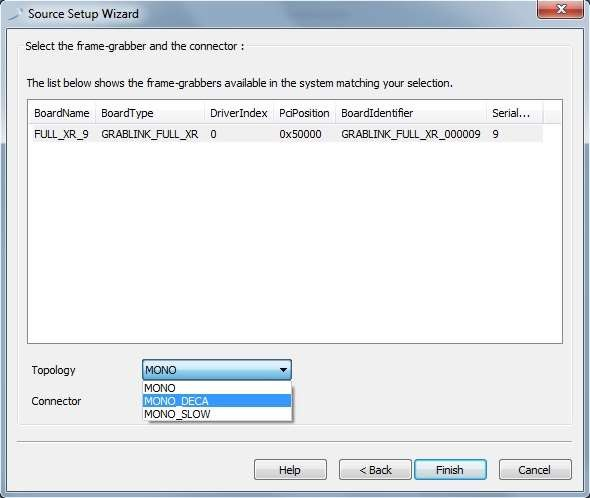 Source Setup Wizard
Select the frame-grabber and the connector :
The list below shows the frame-grabbers available in the system matching your selection.
BoardName BoardType DriverIndex PciPosition BoardIdentifier Serial...
FULL_XR_9 GRABLINK_FULL_XR 0 0x50000 GRABLINK_FULL_XR_000009 9
Topology MONO
MONO
Connector MONO_DECA
MONO_SLOW
Help < Back Finish Cancel